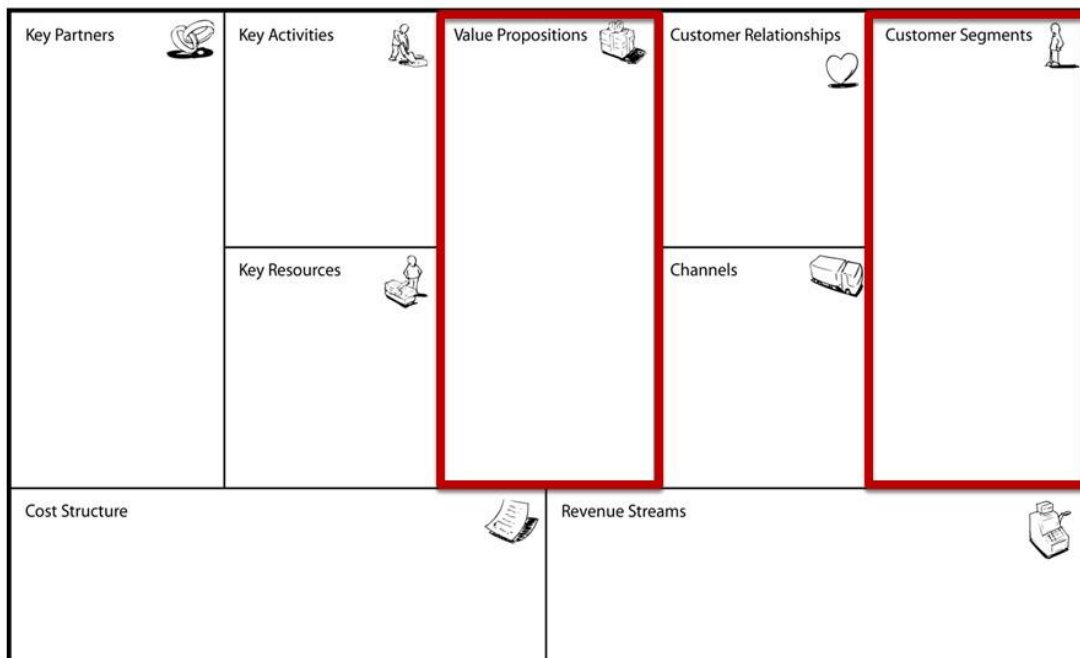 Key Partners
Key Activities
Value Propositions
Customer Relationships
Customer Segments
Key Resources
Channels
Cost Structure
Revenue Streams